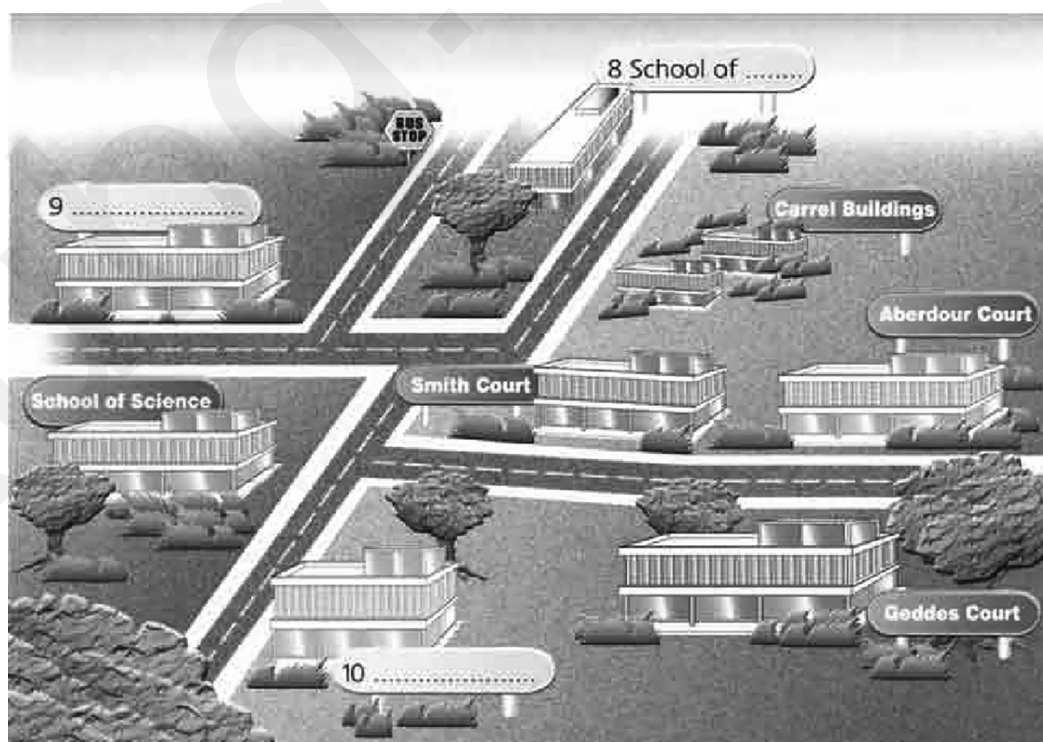 8 School of ........
BUS
STOP
9 ..............................
Carrel Buildings
Aberdour Court
School of Science
Smith Court
Geddes Court
10 ......................